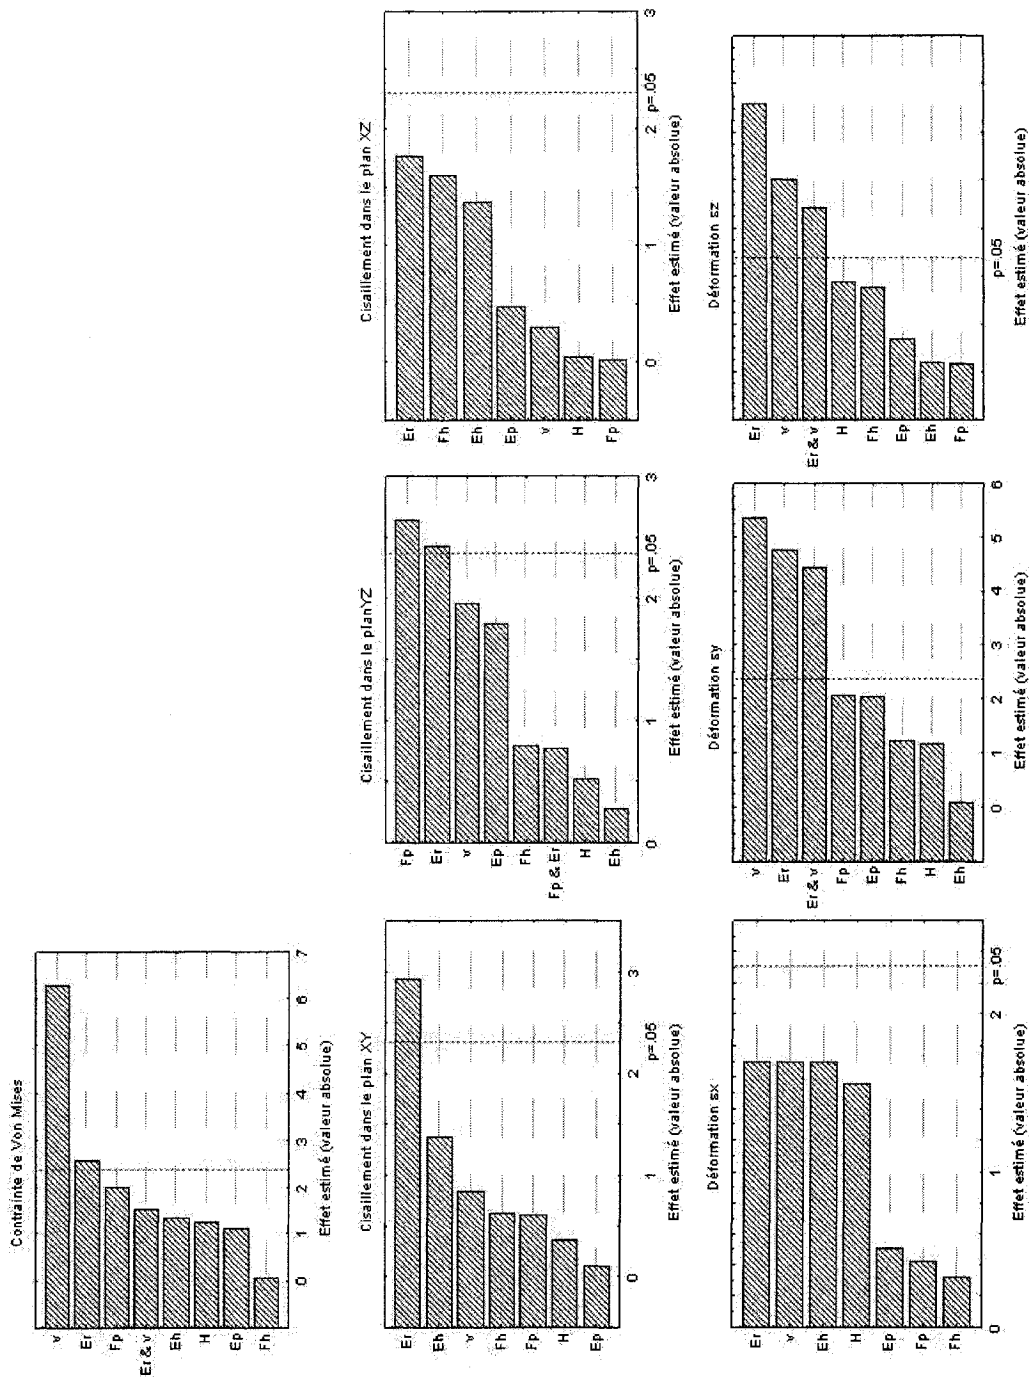 Contrainte de Von Mises
v
Er
Fp
Er & v
Eh
H
Ep
Fh
0 1 2 3 4 5 6 7
Effet estimé (valeur absolue)
Cisaillement dans le plan XY
Er
Eh
v
Fh
Fp
H
Ep
0 1 2 p=.05 3
Effet estimé (valeur absolue)
Cisaillement dans le planYZ
Fp
Er
v
Ep
Fh
Fp & Er
H
Eh
0 1 2 p=.05 3
Effet estimé (valeur absolue)
Cisaillement dans le plan XZ
Er
Fh
Eh
Ep
v
H
Fp
0 1 2 p=.05 3
Effet estimé (valeur absolue)
Déformation εx
Er
v
Eh
H
Ep
Fp
Fh
0 1 2 p=.05
Effet estimé (valeur absolue)
Déformation εy
v
Er
Er & v
Fp
Ep
Fh
H
Eh
0 1 2 3 4 5 6
Effet estimé (valeur absolue)
Déformation εz
Er
v
Er & v
H
Fh
Ep
Eh
Fp
p=.05
Effet estimé (valeur absolue)